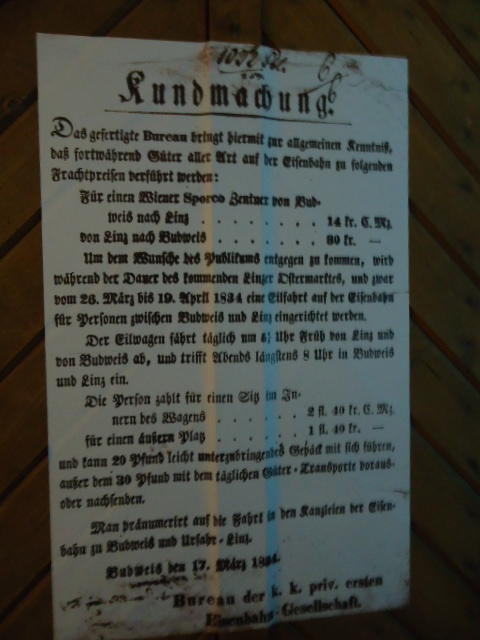 Kundmachung.
Das gefertigte Bureau bringt hiermit zur allgemeinen Kenntniß,
daß fortwährend Güter aller Art auf der Eisenbahn zu folgenden
Frachtpreisen verführt werden:
Für einen Wiener Sporco Zentner von Bud-
weis nach Linz . . . . . . . 14 kr. C. Mz.
von Linz nach Budweis . . . . . . 30 kr. —
Um dem Wunsche des Publikums entgegen zu kommen, wird
während der Dauer des kommenden Linzer Ostermarktes, und zwar
vom 26. März bis 19. April 1834 eine Eilfahrt auf der Eisenbahn
für Personen zwischen Budweis und Linz eingerichtet werden.
Der Eilwagen fährt täglich um Uhr Früh von Linz und
von Budweis ab, und trifft Abends längstens 8 Uhr in Budweis
und Linz ein.
Die Person zahlt für einen Sitz im In-
nern des Wagens . . . . . . 2 fl. 40 kr. C. Mz.
für einen äußern Platz . . . . . 1 fl. 40 kr. —
und kann 20 Pfund leicht unterzubringendes Gepäck mit sich führen,
außer dem 30 Pfund mit dem täglichen Güter-Transporte voraus-
oder nachsenden.
Man pränumerirt auf die Fahrt in den Kanzleien der Eisen-
bahn zu Budweis und Urfahr-Linz.
Budweis den 17. März 1834.
Bureau der k. k. priv. ersten
Eisenbahn-Gesellschaft.